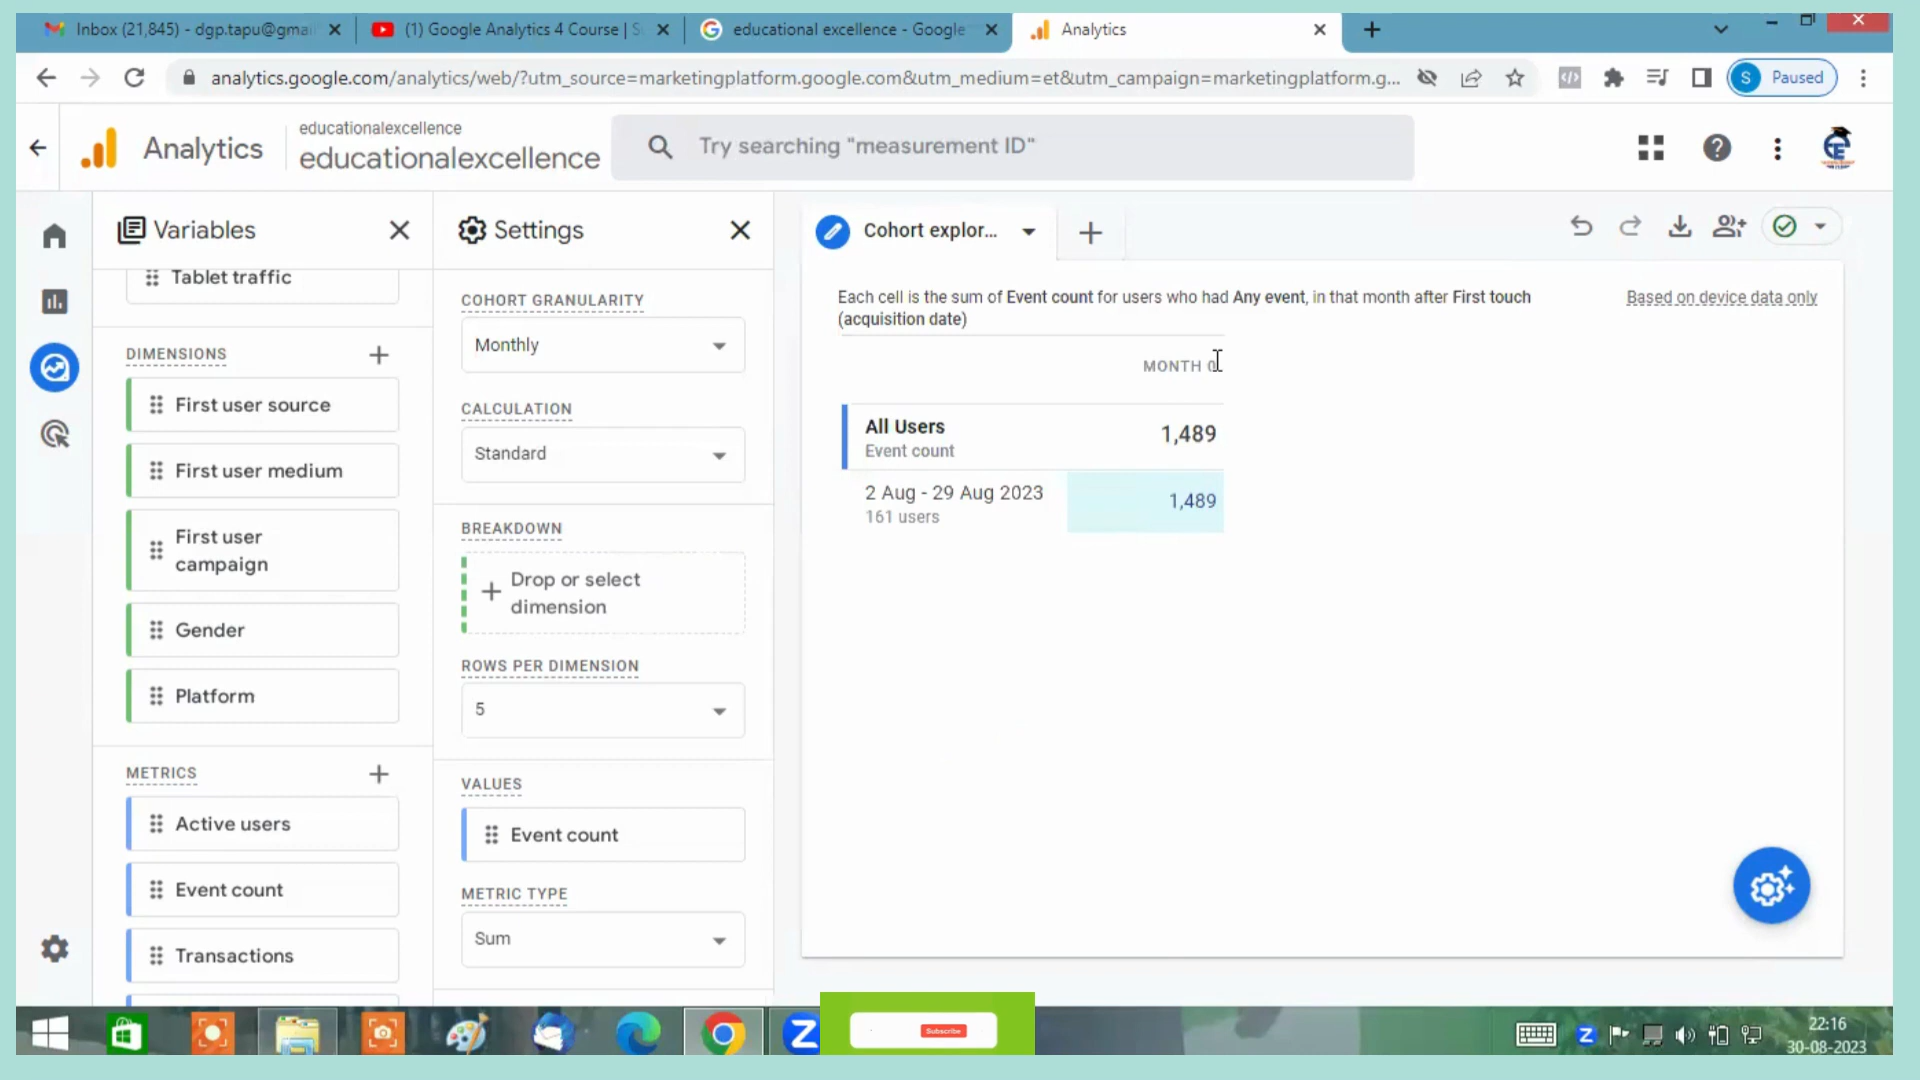 Inbox (21,845) - dgp.tapu@gmai
(1) Google Analytics 4 Course | S
educational excellence - Google
Analytics
analytics.google.com/analytics/web/?utm_source=marketingplatform.google.com&utm_medium=et&utm_campaign=marketingplatform.g...
S Paused
Analytics
educationalexcellence
educationalexcellence
Try searching "measurement ID"
Variables
Tablet traffic
DIMENSIONS
First user source
First user medium
First user
campaign
Gender
Platform
METRICS
Active users
Event count
Transactions
Settings
COHORT GRANULARITY
Monthly
CALCULATION
Standard
BREAKDOWN
Drop or select
dimension
ROWS PER DIMENSION
5
VALUES
Event count
METRIC TYPE
Sum
Cohort explor...
Each cell is the sum of Event count for users who had Any event, in that month after First touch
(acquisition date)
Based on device data only
MONTH 0
All Users
Event count
1,489
2 Aug - 29 Aug 2023
161 users
1,489
Subscribe
22:16
30-08-2023